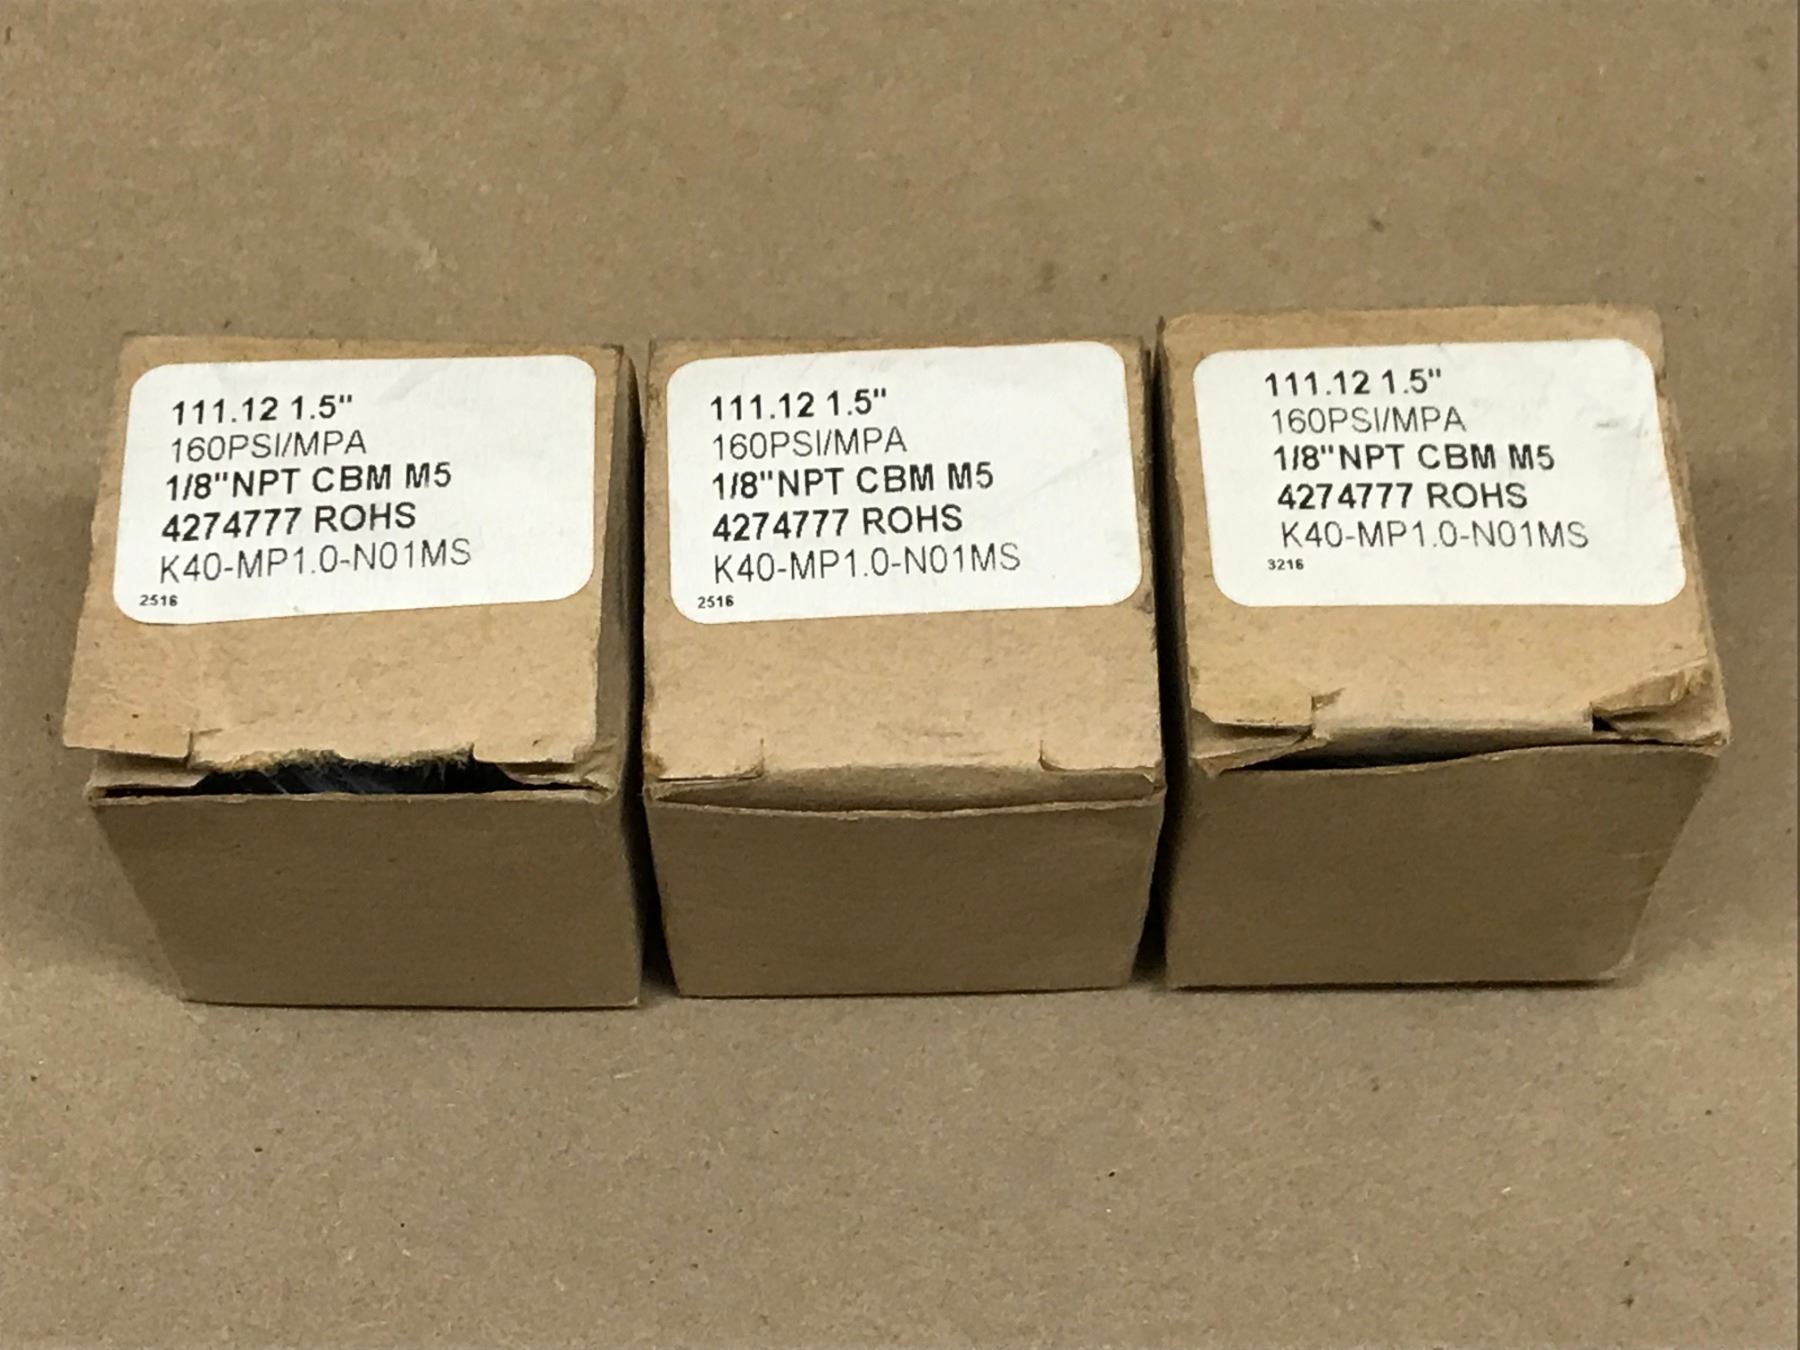 111.12 1.5"
160PSI/MPA
1/8"NPT CBM M5
4274777 ROHS
K40-MP1.0-N01MS
2516
111.12 1.5"
160PSI/MPA
1/8"NPT CBM M5
4274777 ROHS
K40-MP1.0-N01MS
2516
111.12 1.5"
160PSI/MPA
1/8"NPT CBM M5
4274777 ROHS
K40-MP1.0-N01MS
3216